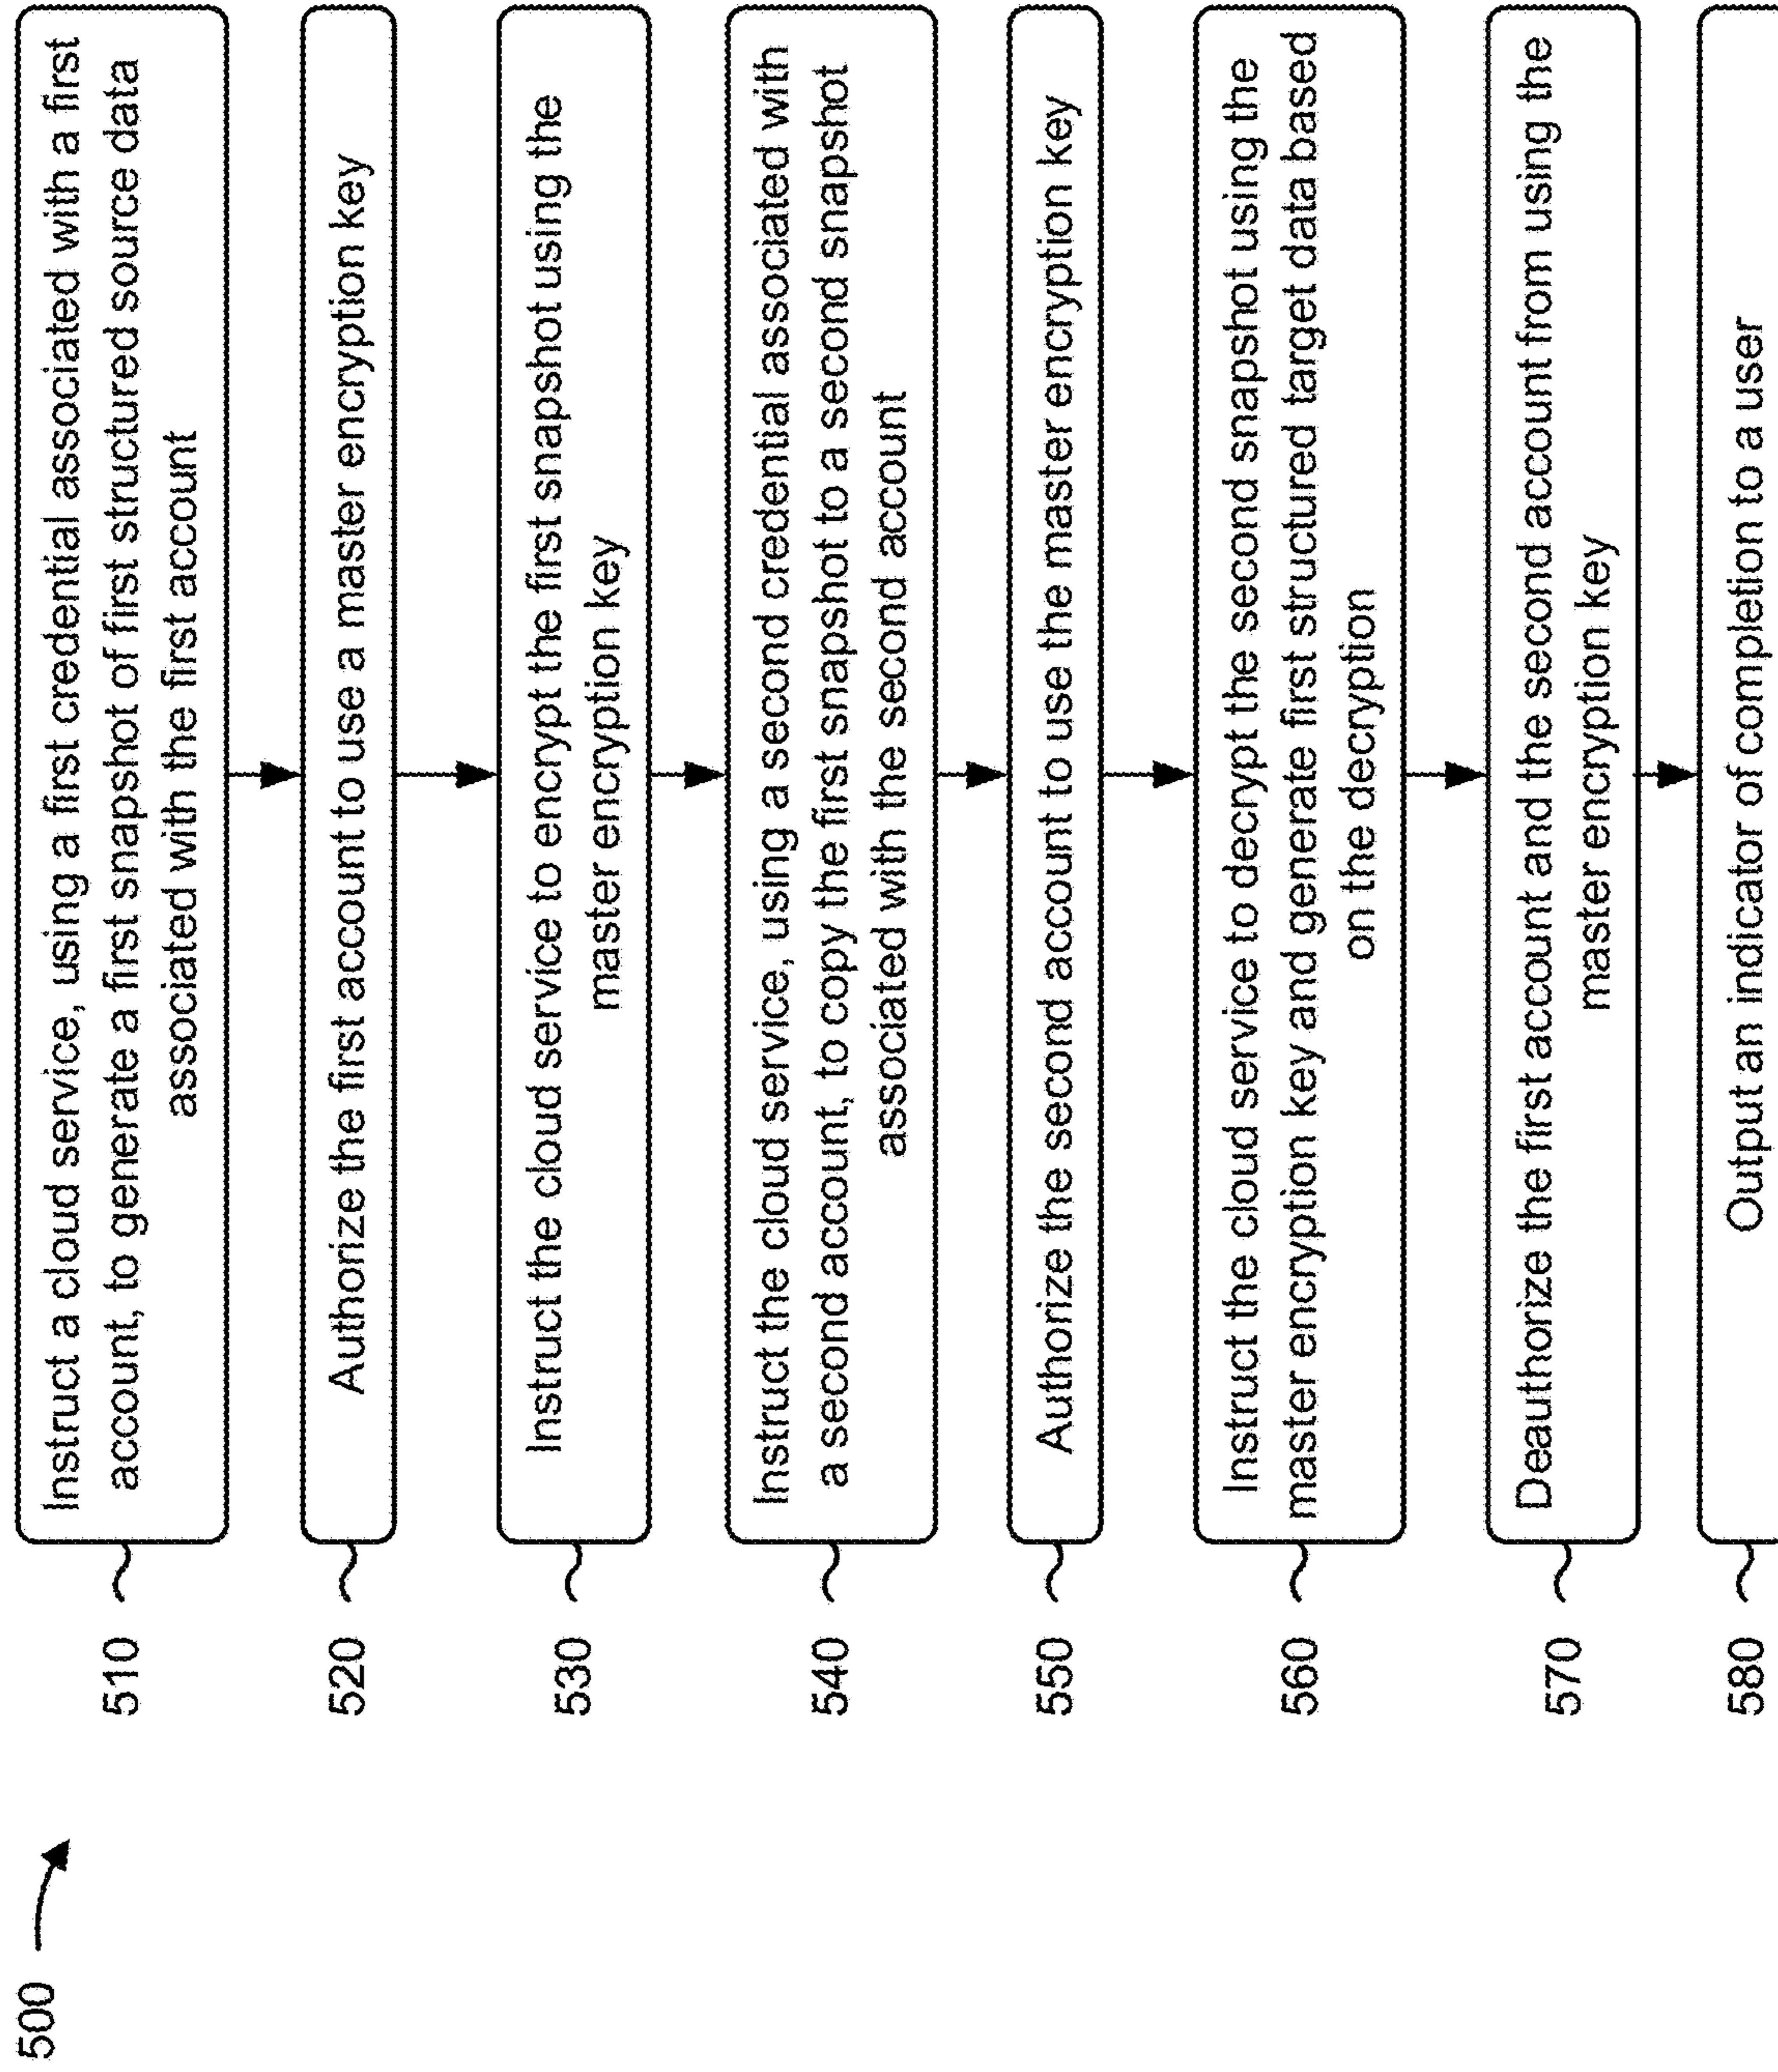 500
510
Instruct a cloud service, using a first credential associated with a first
account, to generate a first snapshot of first structured source data
associated with the first account
520
Authorize the first account to use a master encryption key
530
Instruct the cloud service to encrypt the first snapshot using the
master encryption key
540
Instruct the cloud service, using a second credential associated with
a second account, to copy the first snapshot to a second snapshot
associated with the second account
550
Authorize the second account to use the master encryption key
560
Instruct the cloud service to decrypt the second snapshot using the
master encryption key and generate first structured target data based
on the decryption
570
Deauthorize the first account and the second account from using the
master encryption key
580
Output an indicator of completion to a user